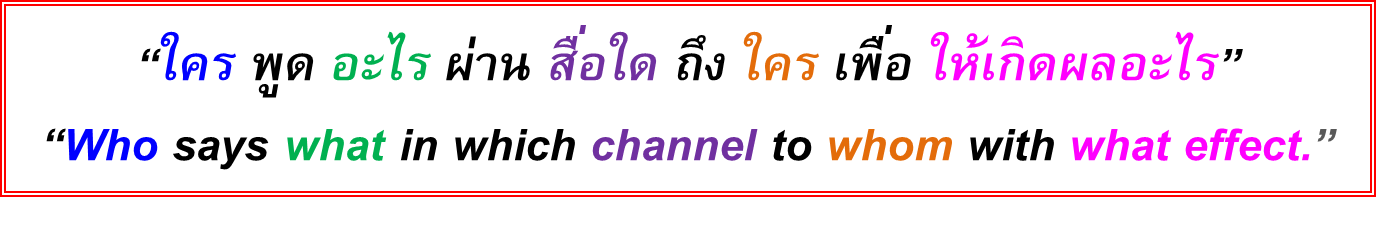 “ใคร พูด อะไร ผ่าน สื่อใด ถึง ใคร เพื่อ ให้เกิดผลอะไร”
“Who says what in which channel to whom with what effect.”